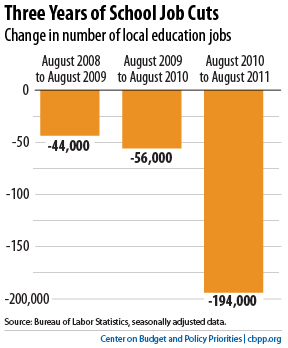 Three Years of School Job Cuts
Change in number of local education jobs
August 2008 to August 2009
August 2009 to August 2010
August 2010 to August 2011
0
-50
-100
-150
-200,000
-44,000
-56,000
-194,000
Source: Bureau of Labor Statistics, seasonally adjusted data.
Center on Budget and Policy Priorities | cbpp.org